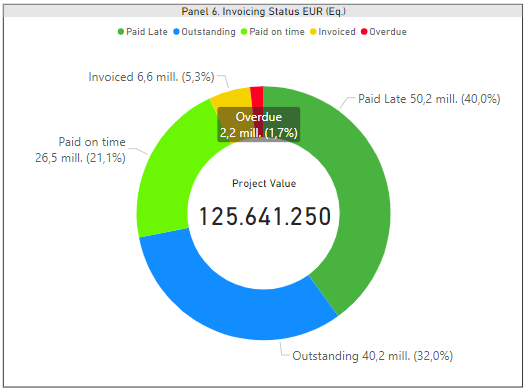 Panel 6. Invoicing Status EUR (Eq.)
Paid Late Outstanding Paid on time Invoiced Overdue
Invoiced 6,6 mill. (5,3%)
Paid Late 50,2 mill. (40,0%)
Overdue
2,2 mill. (1,7%)
Paid on time
26,5 mill. (21,1%)
Project Value
125.641.250
Outstanding 40,2 mill. (32,0%)